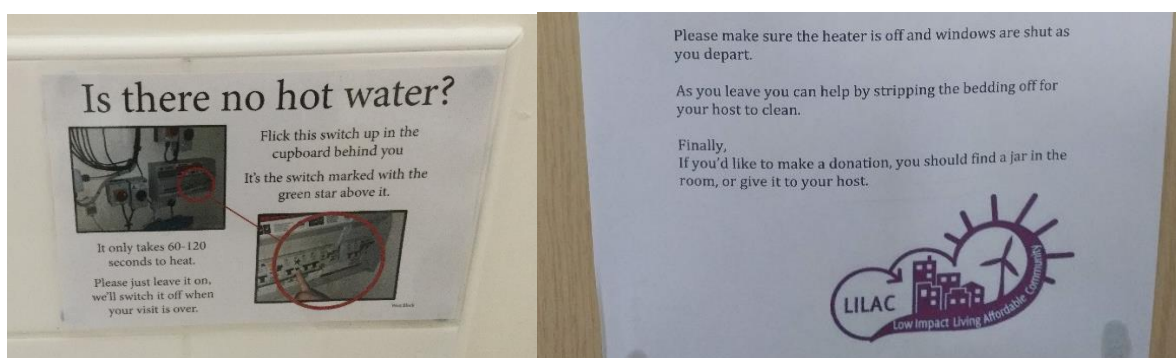 Is there no hot water?
Flick this switch up in the
cupboard behind you
It's the switch marked with the
green star above it.
It only takes 60-120
seconds to heat.
Please just leave it on,
we'll switch it off when
your visit is over.
Please make sure the heater is off and windows are shut as
you depart.
As you leave you can help by stripping the bedding off for
your host to clean.
Finally,
If you'd like to make a donation, you should find a jar in the
room, or give it to your host.
LILAC
Low Impact Living Affordable Community